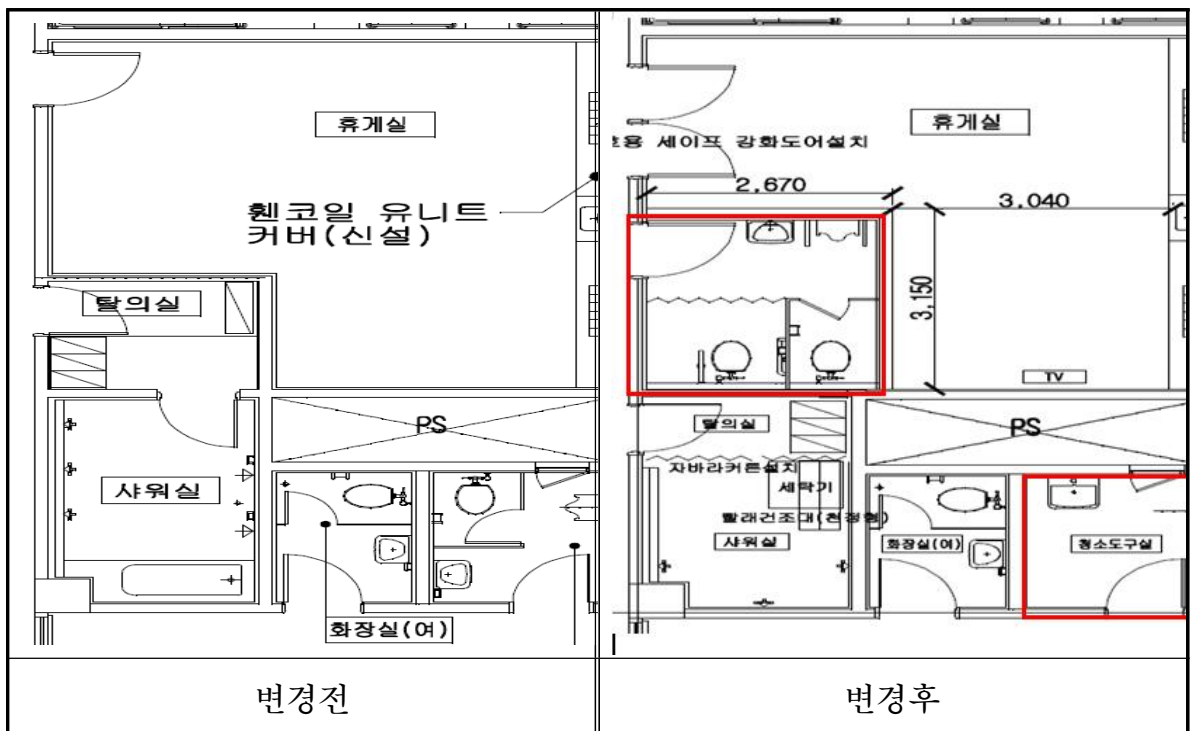 휴게실
휀코일 유니트
커버(신설)
탈의실
PS
샤워실
화장실(여)
변경전
휴게실
호용 세이프 강화도어설치
2,670
3,040
3,150
TV
탈의실
PS
자바라커튼설치
세탁기
빨래건조대(천정형)
샤워실
화장실(여)
청소도구실
변경후